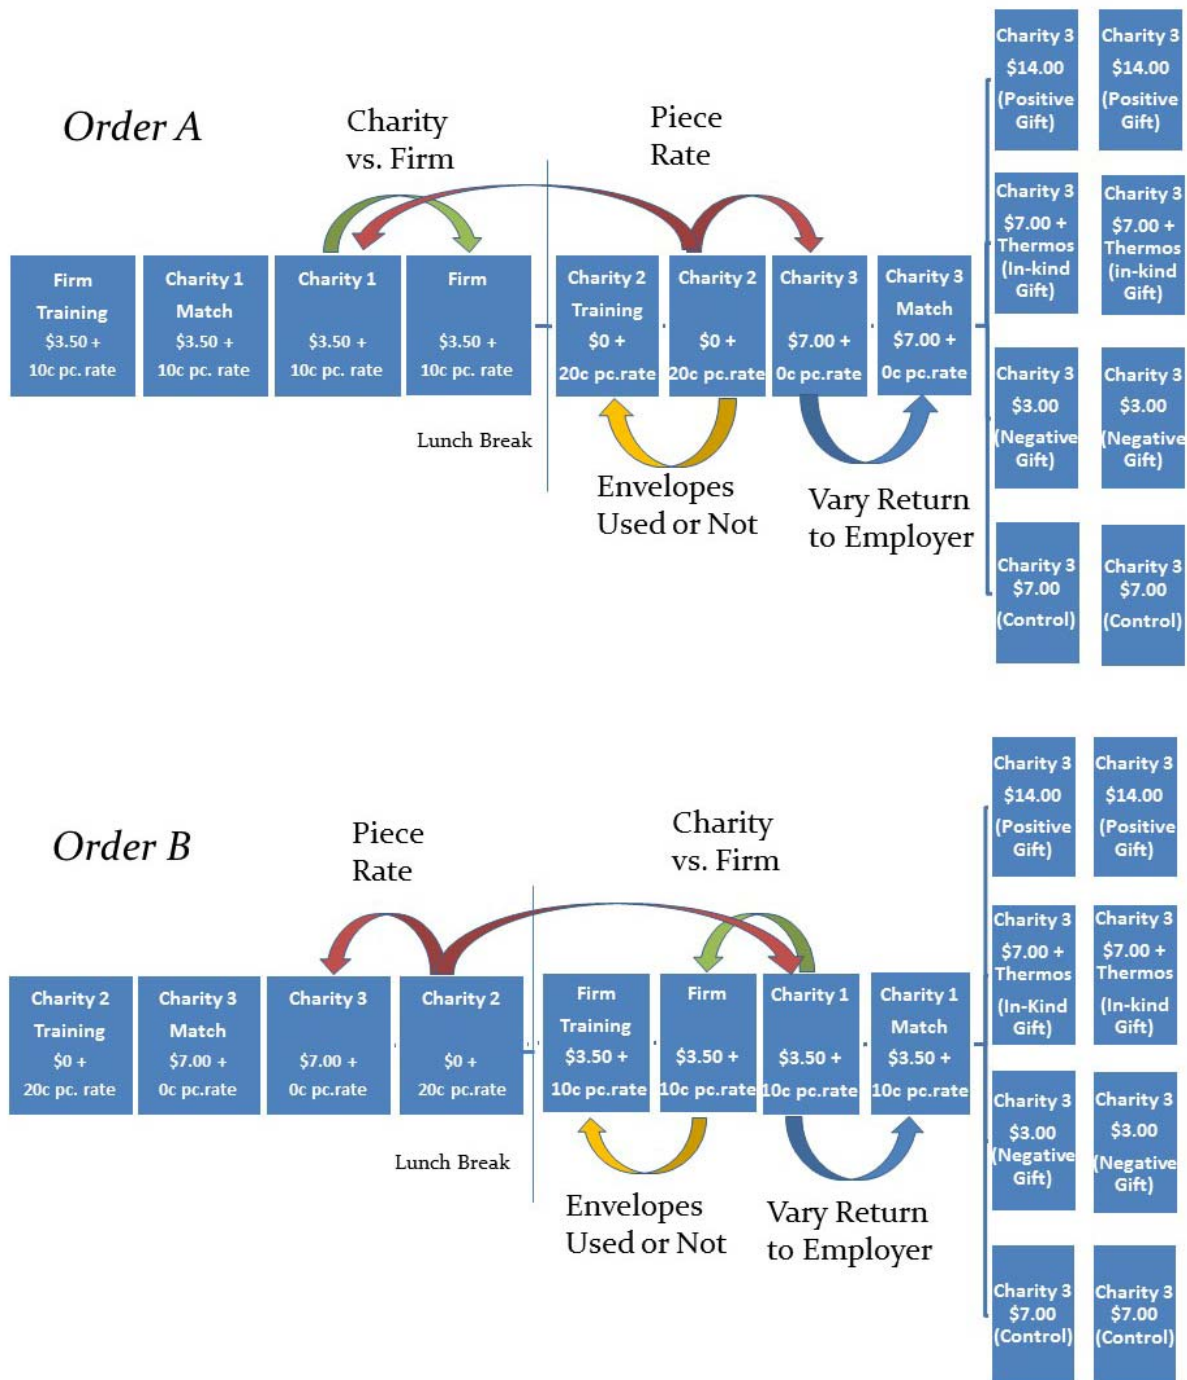 Order A
Charity
vs. Firm
Piece
Rate
Firm
Training
$3.50 +
10c pc. rate
Charity 1
Match
$3.50 +
10c pc. rate
Charity 1
$3.50 +
10c pc. rate
Firm
$3.50 +
10c pc. rate
Charity 2
Training
$0 +
20c pc.rate
Charity 2
$0 +
20c pc.rate
Charity 3
$7.00 +
0c pc.rate
Charity 3
Match
$7.00 +
0c pc.rate
Lunch Break
Envelopes
Used or Not
Vary Return
to Employer
Charity 3
$14.00
(Positive
Gift)
Charity 3
$14.00
(Positive
Gift)
Charity 3
$7.00 +
Thermos
(In-kind
Gift)
Charity 3
$7.00 +
Thermos
(in-kind
Gift)
Charity 3
$3.00
(Negative
Gift)
Charity 3
$3.00
(Negative
Gift)
Charity 3
$7.00
(Control)
Charity 3
$7.00
(Control)
Order B
Piece
Rate
Charity
vs. Firm
Charity 2
Training
$0 +
20c pc. rate
Charity 3
Match
$7.00 +
0c pc.rate
Charity 3
$7.00 +
0c pc.rate
Charity 2
$0 +
20c pc.rate
Firm
Training
$3.50 +
10c pc.rate
Firm
$3.50 +
10c pc.rate
Charity 1
$3.50 +
10c pc.rate
Charity 1
Match
$3.50 +
10c pc.rate
Lunch Break
Envelopes
Used or Not
Vary Return
to Employer
Charity 3
$14.00
(Positive
Gift)
Charity 3
$14.00
(Positive
Gift)
Charity 3
$7.00 +
Thermos
(In-Kind
Gift)
Charity 3
$7.00 +
Thermos
(In-kind
Gift)
Charity 3
$3.00
(Negative
Gift)
Charity 3
$3.00
(Negative
Gift)
Charity 3
$7.00
(Control)
Charity 3
$7.00
(Control)